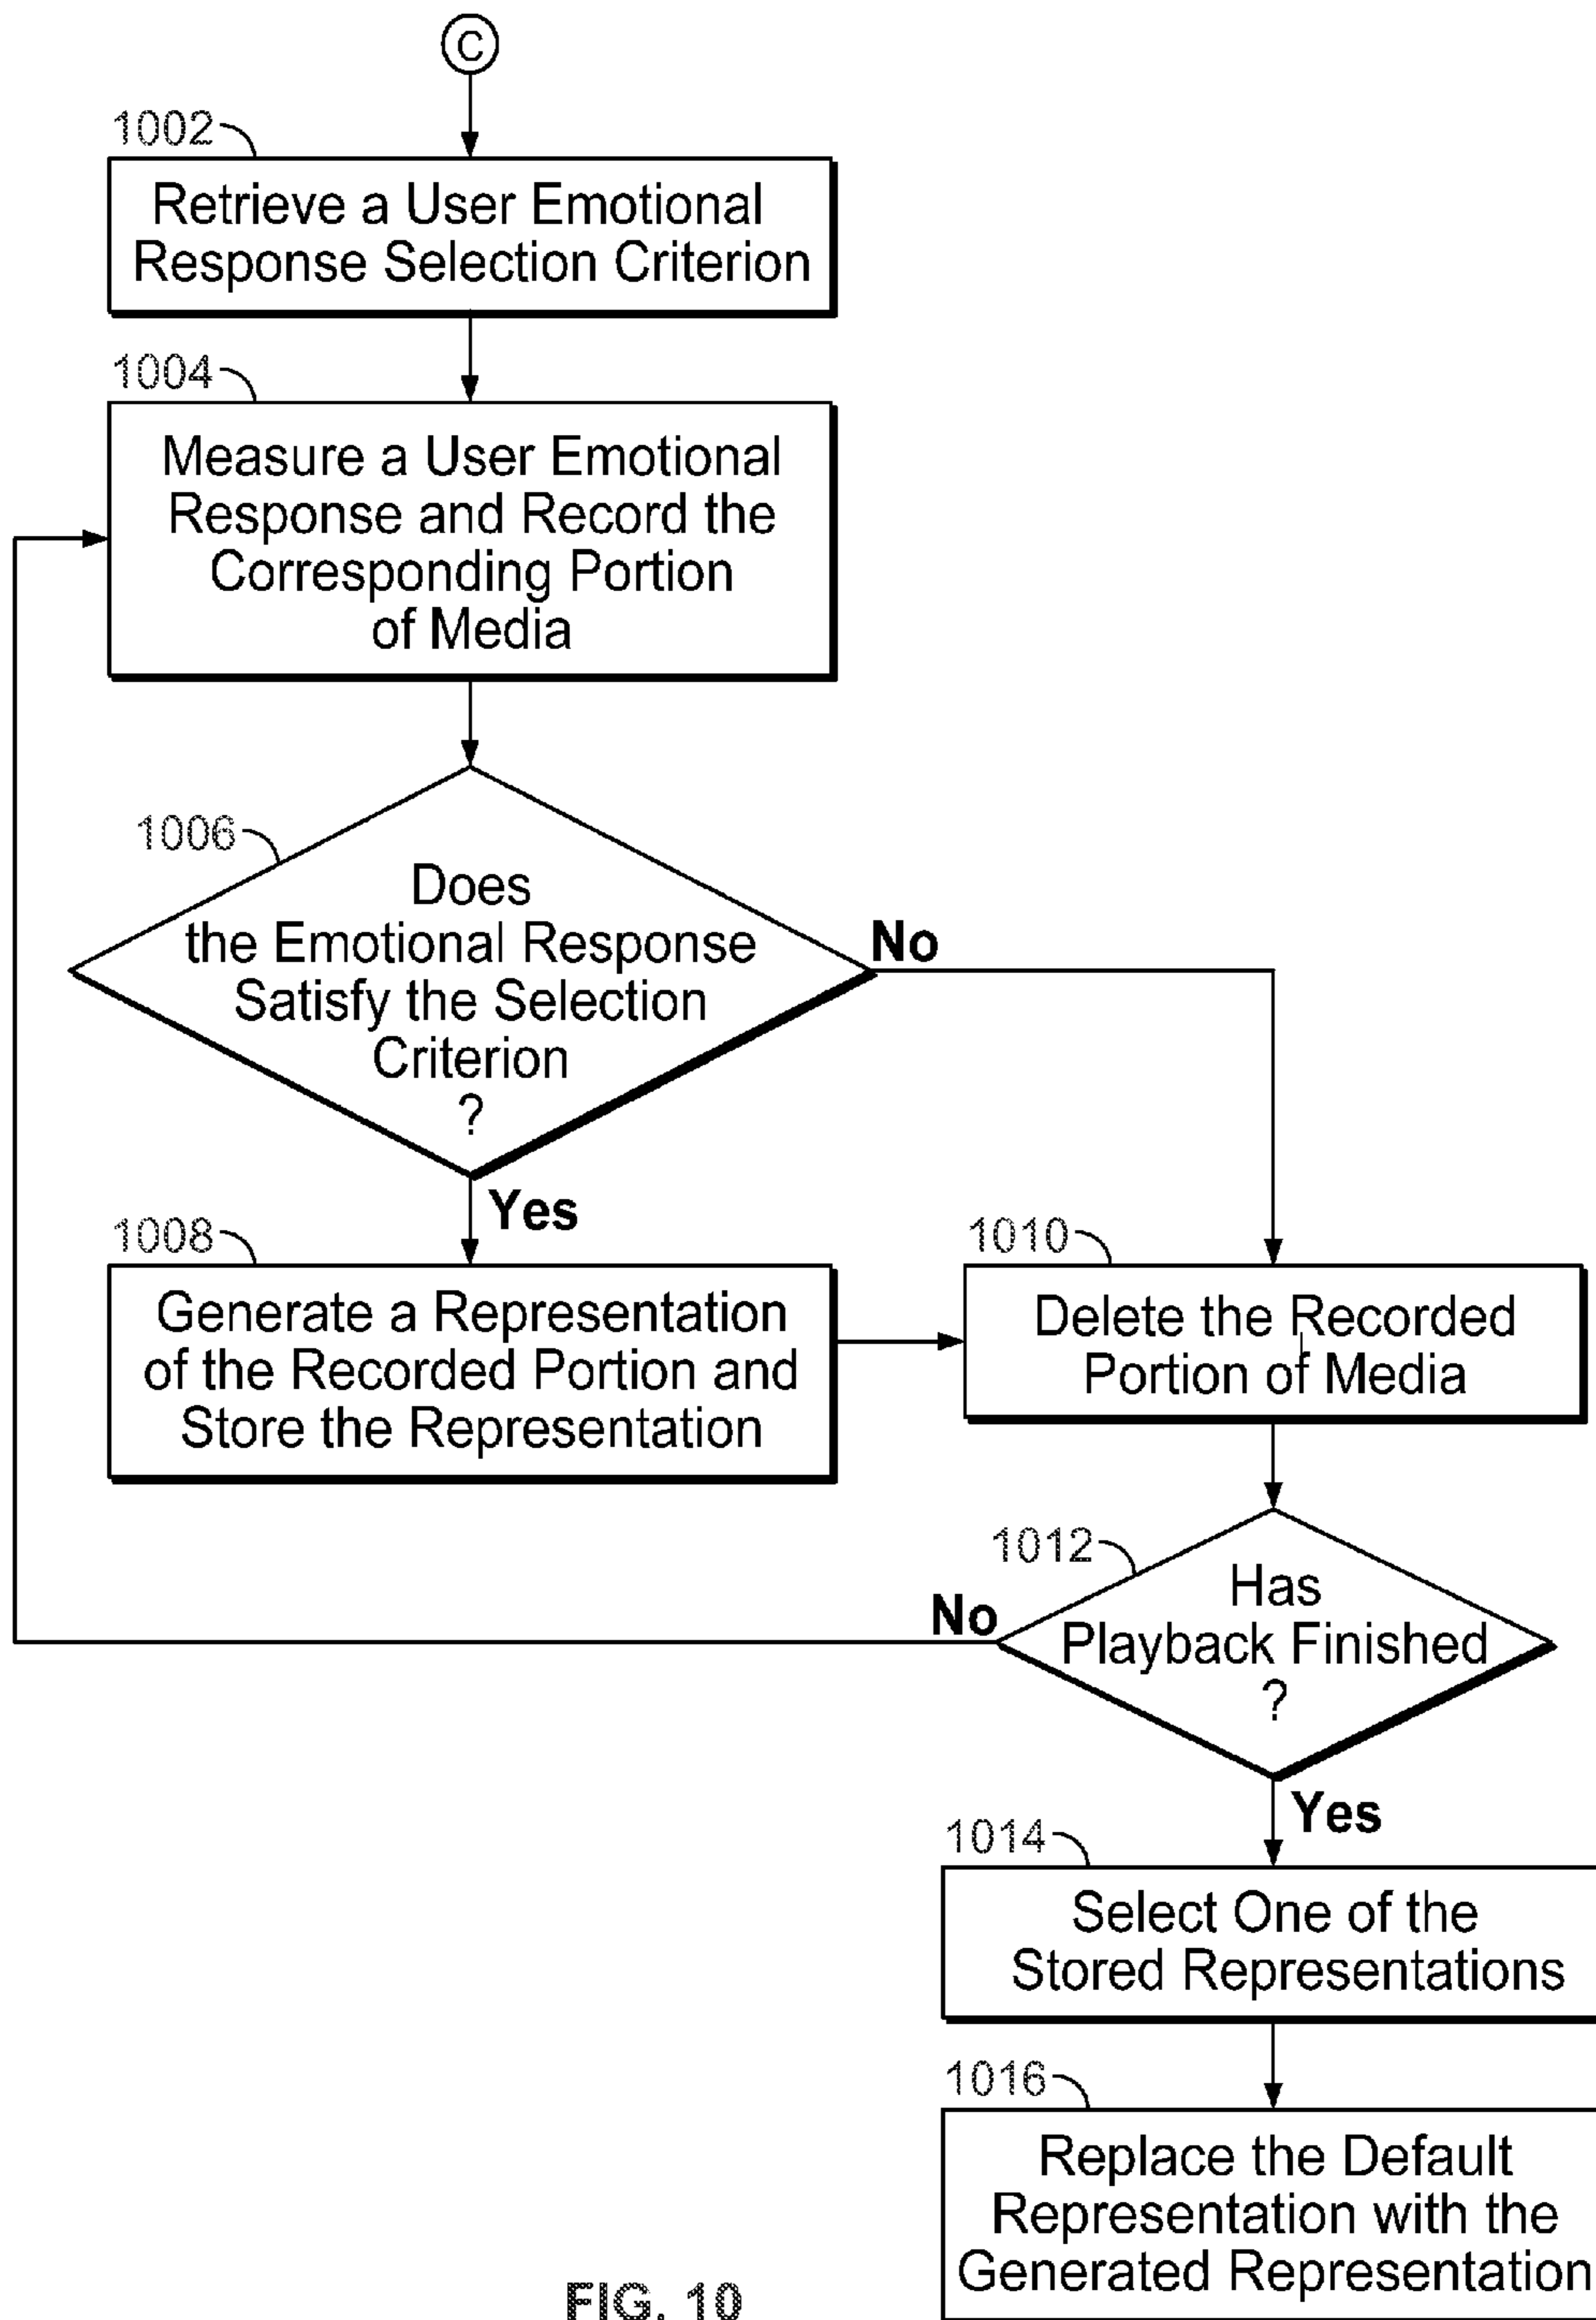 C
1002
Retrieve a User Emotional
Response Selection Criterion
1004
Measure a User Emotional
Response and Record the
Corresponding Portion
of Media
1006
Does
the Emotional Response
Satisfy the Selection
Criterion
?
No
Yes
1008
Generate a Representation
of the Recorded Portion and
Store the Representation
1010
Delete the Recorded
Portion of Media
1012
Has
Playback Finished
?
No
Yes
1014
Select One of the
Stored Representations
1016
Replace the Default
Representation with the
Generated Representation
FIG. 10